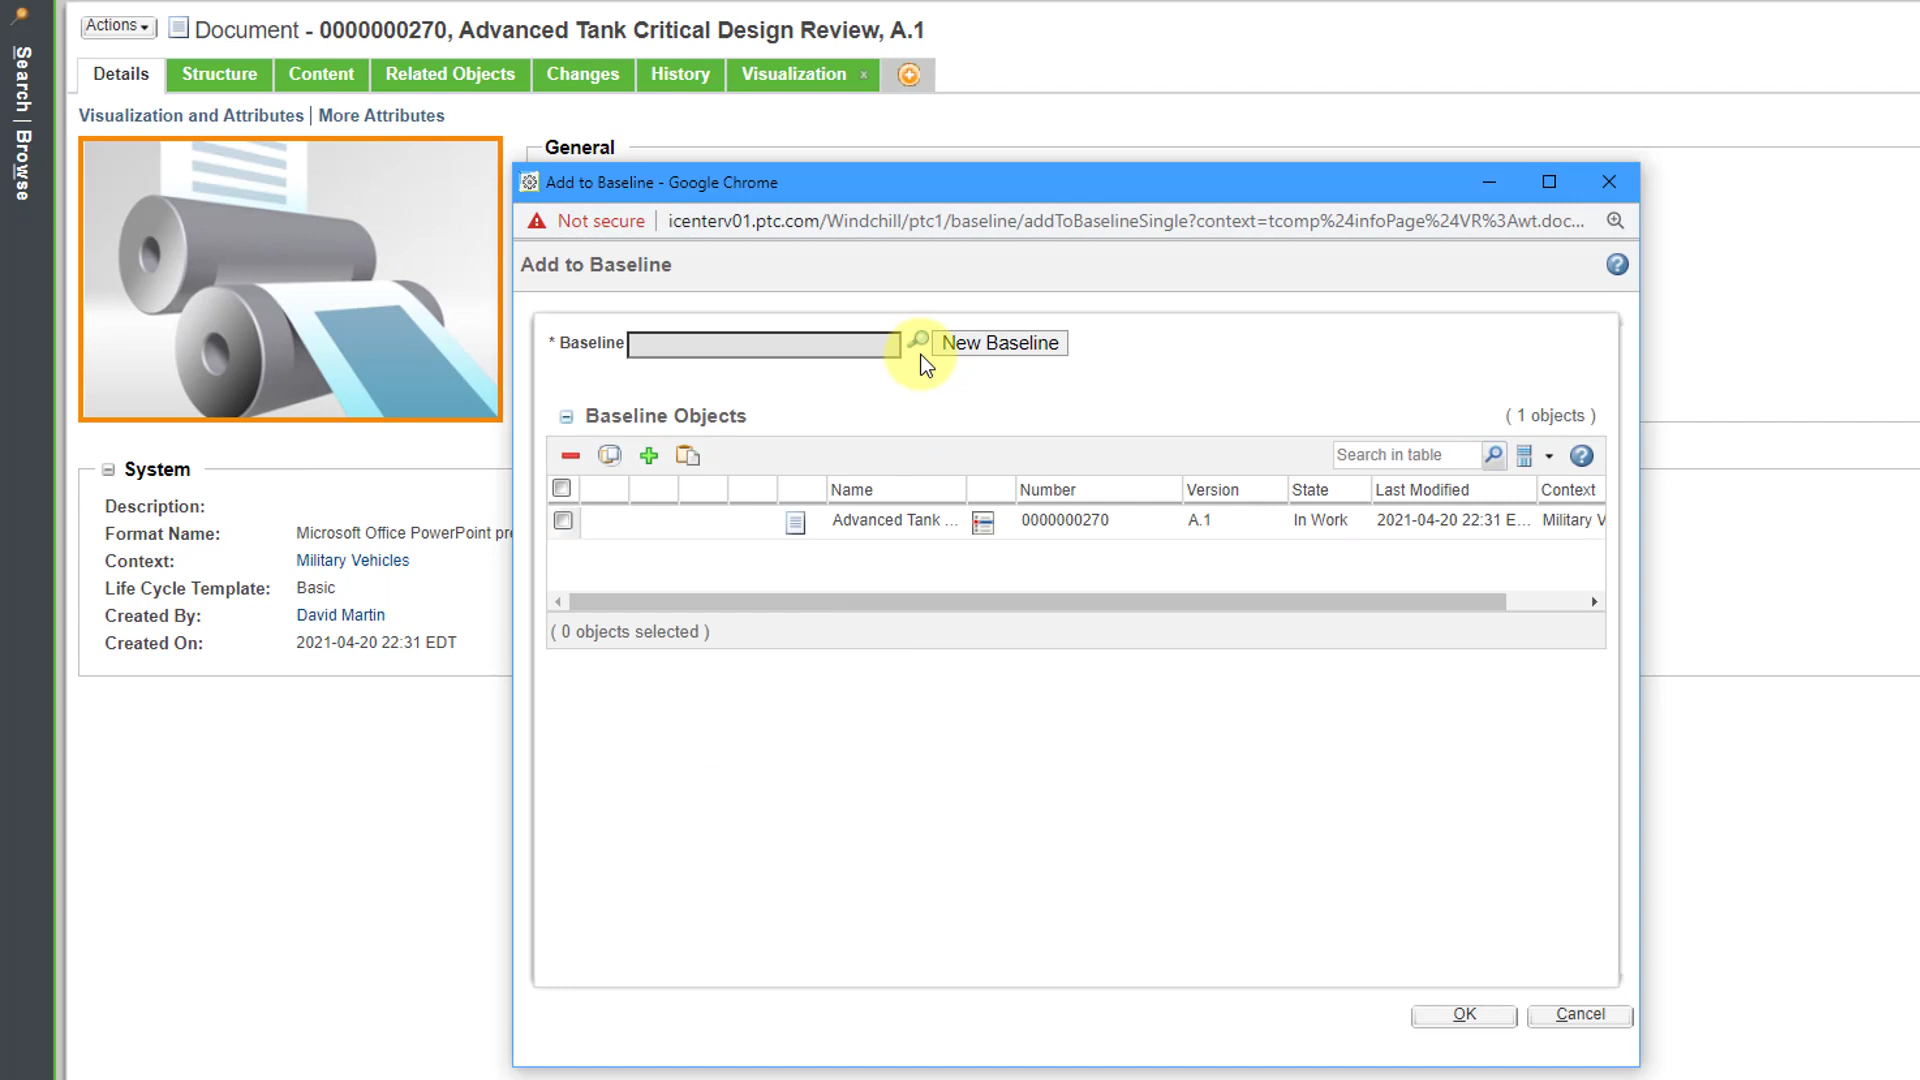 Search | Browse
Actions
Document - 0000000270, Advanced Tank Critical Design Review, A.1
Details
Structure
Content
Related Objects
Changes
History
Visualization x
Visualization and Attributes | More Attributes
General
System
Description:
Format Name: Microsoft Office PowerPoint pre
Context: Military Vehicles
Life Cycle Template: Basic
Created By: David Martin
Created On: 2021-04-20 22:31 EDT
Add to Baseline - Google Chrome
Not secure | icenterv01.ptc.com/Windchill/ptc1/baseline/addToBaselineSingle?context=tcomp%24infoPage%24VR%3Awt.doc...
Add to Baseline
* Baseline
New Baseline
Baseline Objects
( 1 objects )
Search in table
Name Number Version State Last Modified Context
Advanced Tank ... 0000000270 A.1 In Work 2021-04-20 22:31 E... Military V
( 0 objects selected )
OK
Cancel